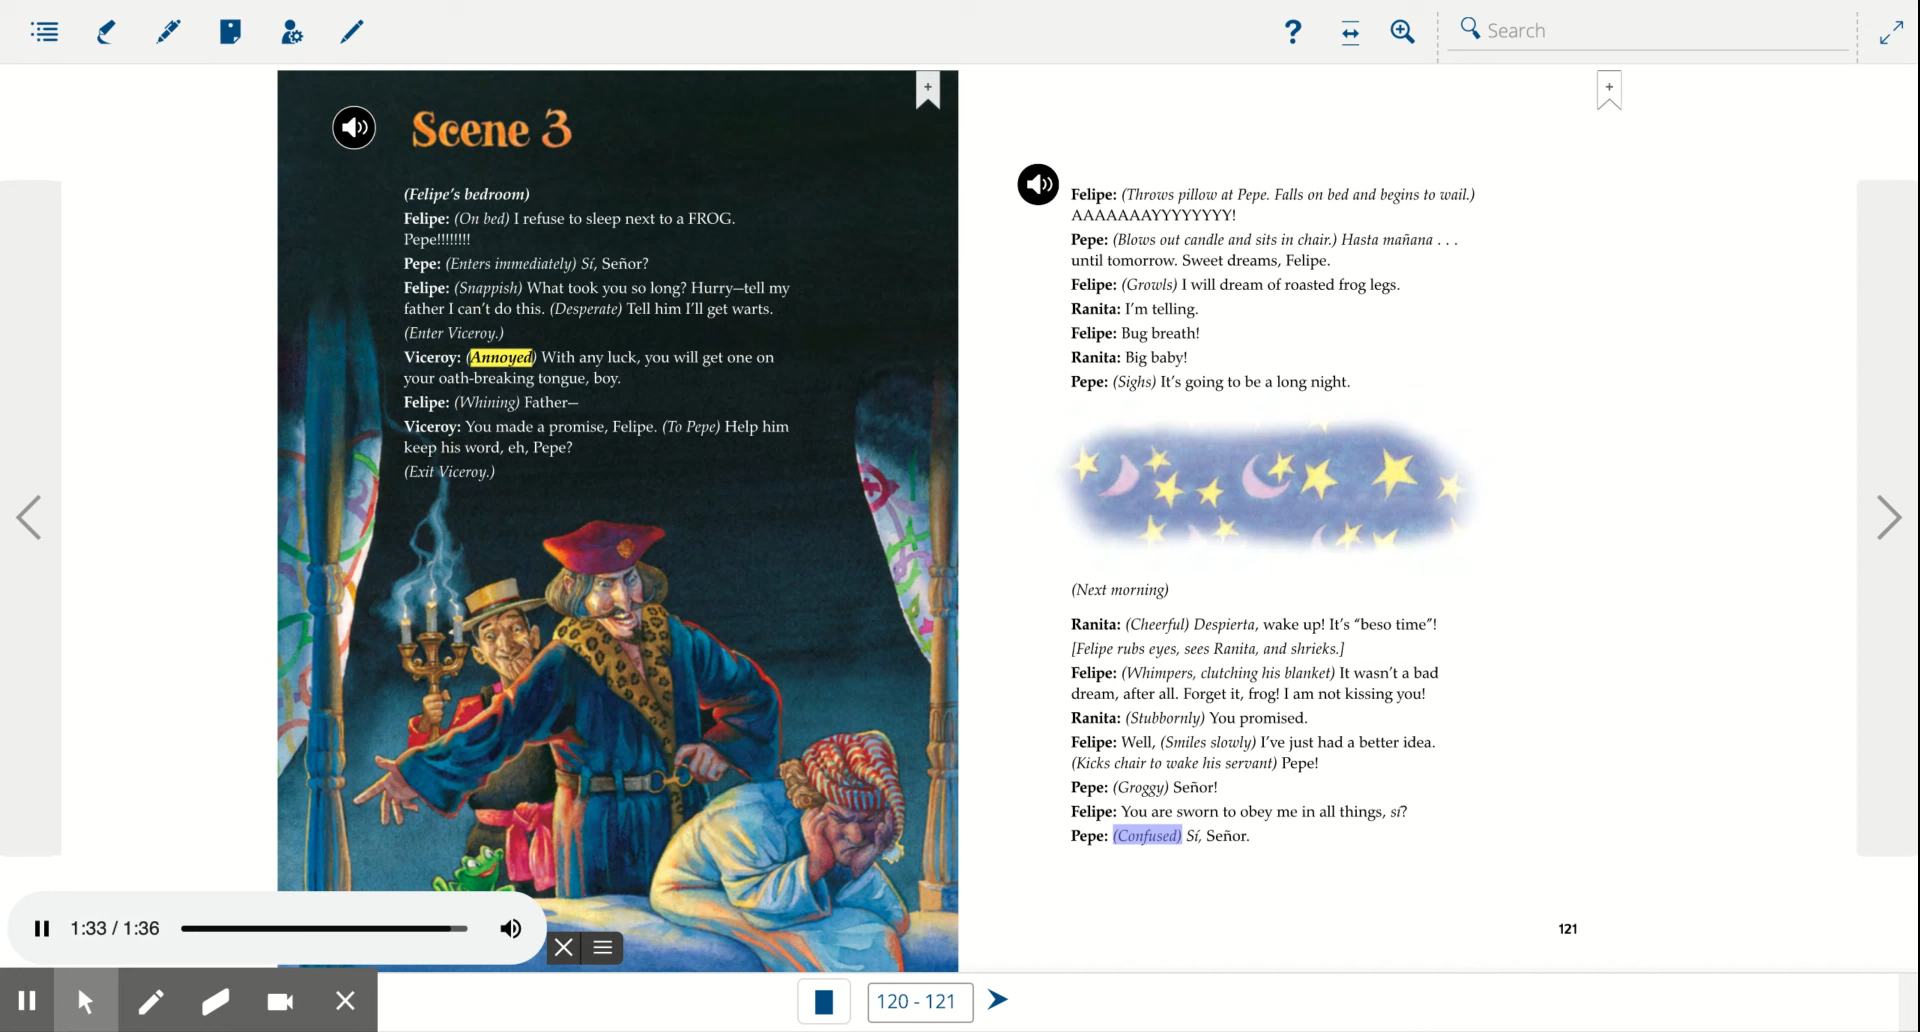 Search
Scene 3
(Felipe's bedroom)
Felipe: (On bed) I refuse to sleep next to a FROG.
Pepe!!!!!!!!
Pepe: (Enters immediately) Sí, Señor?
Felipe: (Snappish) What took you so long? Hurry—tell my
father I can't do this. (Desperate) Tell him I'll get warts.
(Enter Viceroy.)
Viceroy: (Annoyed) With any luck, you will get one on
your oath-breaking tongue, boy.
Felipe: (Whining) Father—
Viceroy: You made a promise, Felipe. (To Pepe) Help him
keep his word, eh, Pepe?
(Exit Viceroy.)
Felipe: (Throws pillow at Pepe. Falls on bed and begins to wail.)
AAAAAAAYYYYYYYY!
Pepe: (Blows out candle and sits in chair.) Hasta mañana . . .
until tomorrow. Sweet dreams, Felipe.
Felipe: (Growls) I will dream of roasted frog legs.
Ranita: I'm telling.
Felipe: Bug breath!
Ranita: Big baby!
Pepe: (Sighs) It's going to be a long night.
(Next morning)
Ranita: (Cheerful) Despierta, wake up! It's “beso time”!
[Felipe rubs eyes, sees Ranita, and shrieks.]
Felipe: (Whimpers, clutching his blanket) It wasn't a bad
dream, after all. Forget it, frog! I am not kissing you!
Ranita: (Stubbornly) You promised.
Felipe: Well, (Smiles slowly) I've just had a better idea.
(Kicks chair to wake his servant) Pepe!
Pepe: (Groggy) Señor!
Felipe: You are sworn to obey me in all things, sí?
Pepe: (Confused) Sí, Señor.
121
1:33 / 1:36
120 - 121